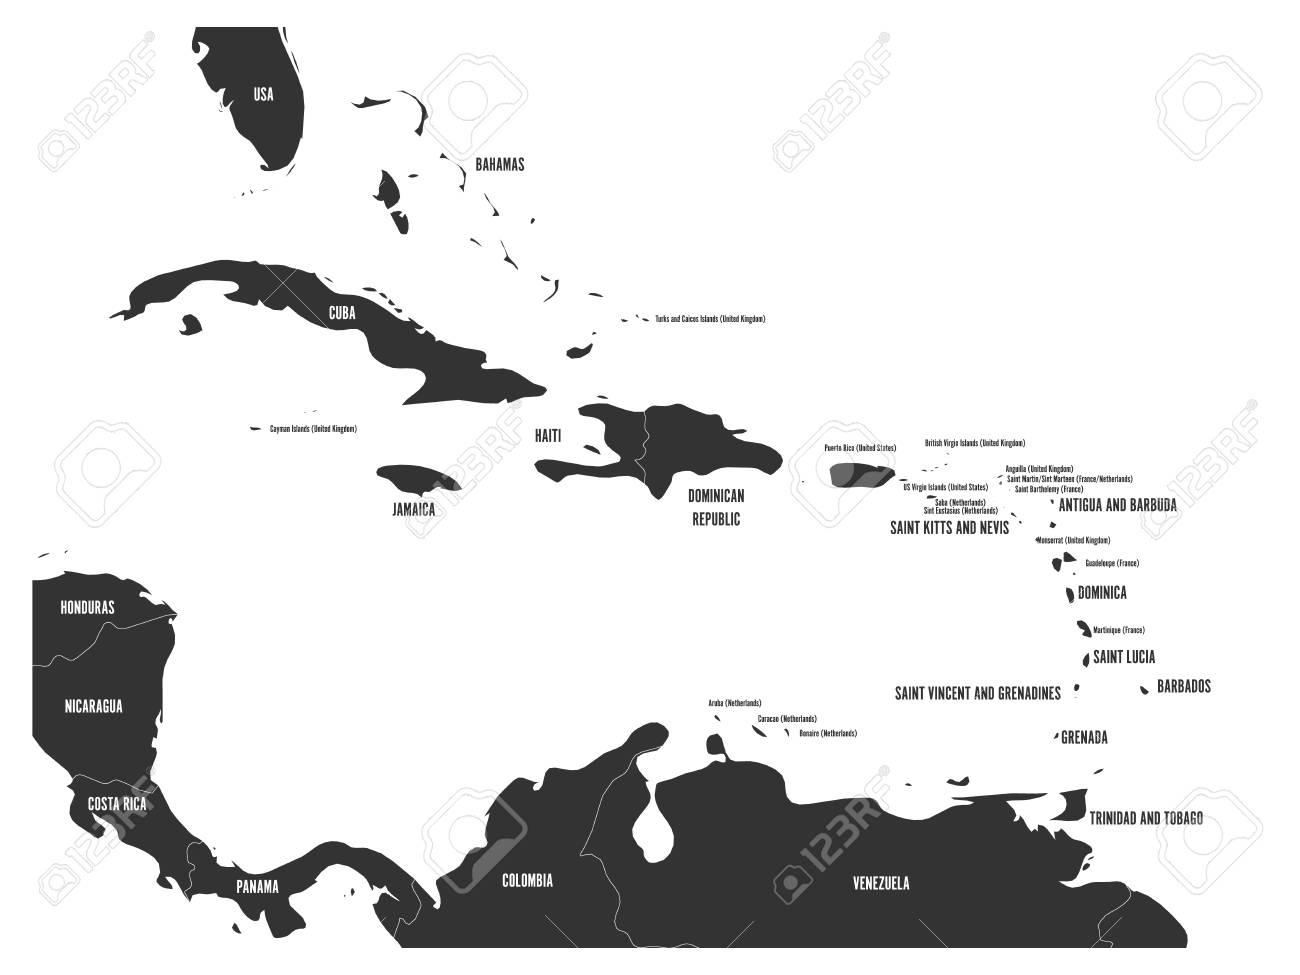 123RF
123RF
USA
BAHAMAS
CUBA
Turks and Caicos Islands (United Kingdom)
Cayman Islands (United Kingdom)
HAITI
JAMAICA
DOMINICAN
REPUBLIC
Puerto Rico (United States)
British Virgin Islands (United Kingdom)
US Virgin Islands (United States)
Anguilla (United Kingdom)
Saint Martin/Sint Marteen (France/Netherlands)
Saint Barthelemy (France)
Saba (Netherlands)
Sint Eustasius (Netherlands)
ANTIGUA AND BARBUDA
SAINT KITTS AND NEVIS
123RF
123RF
Monserrat (United Kingdom)
Guadeloupe (France)
DOMINICA
Martinique (France)
SAINT LUCIA
SAINT VINCENT AND GRENADINES
BARBADOS
GRENADA
HONDURAS
NICARAGUA
COSTA RICA
PANAMA
Aruba (Netherlands)
Curacao (Netherlands)
Bonaire (Netherlands)
TRINIDAD AND TOBAGO
COLOMBIA
VENEZUELA
123RF
123RF